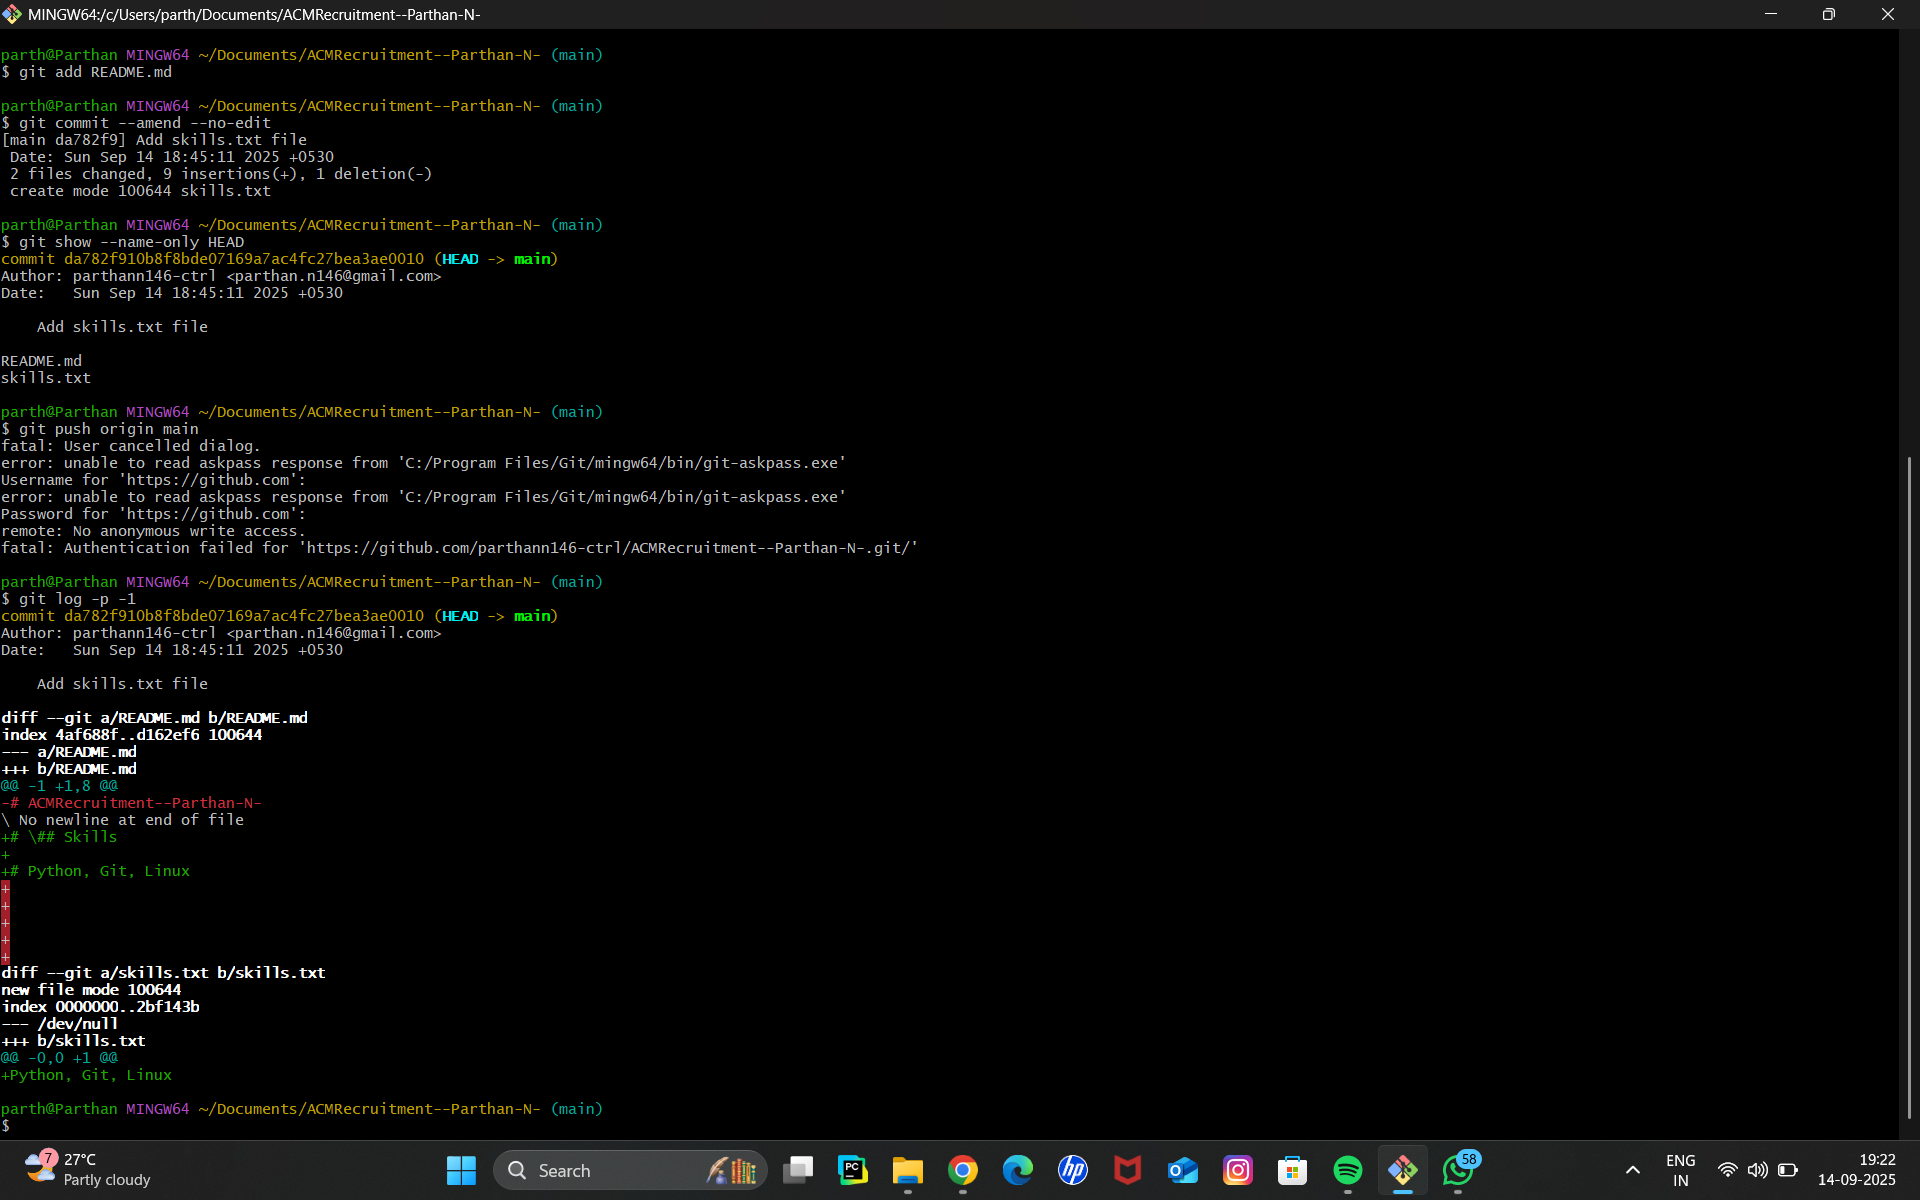 MINGW64:/c/Users/parth/Documents/ACMRecruitment--Parthan-N-
parth@Parthan MINGW64 ~/Documents/ACMRecruitment--Parthan-N- (main)
$ git add README.md
parth@Parthan MINGW64 ~/Documents/ACMRecruitment--Parthan-N- (main)
$ git commit --amend --no-edit
[main da782f9] Add skills.txt file
 Date: Sun Sep 14 18:45:11 2025 +0530
 2 files changed, 9 insertions(+), 1 deletion(-)
 create mode 100644 skills.txt
parth@Parthan MINGW64 ~/Documents/ACMRecruitment--Parthan-N- (main)
$ git show --name-only HEAD
commit da782f910b8f8bde07169a7ac4fc27bea3ae0010 (HEAD -> main)
Author: parthann146-ctrl <parthan.n146@gmail.com>
Date:   Sun Sep 14 18:45:11 2025 +0530
    Add skills.txt file
README.md
skills.txt
parth@Parthan MINGW64 ~/Documents/ACMRecruitment--Parthan-N- (main)
$ git push origin main
fatal: User cancelled dialog.
error: unable to read askpass response from 'C:/Program Files/Git/mingw64/bin/git-askpass.exe'
Username for 'https://github.com':
error: unable to read askpass response from 'C:/Program Files/Git/mingw64/bin/git-askpass.exe'
Password for 'https://github.com':
remote: No anonymous write access.
fatal: Authentication failed for 'https://github.com/parthann146-ctrl/ACMRecruitment--Parthan-N-.git/'
parth@Parthan MINGW64 ~/Documents/ACMRecruitment--Parthan-N- (main)
$ git log -p -1
commit da782f910b8f8bde07169a7ac4fc27bea3ae0010 (HEAD -> main)
Author: parthann146-ctrl <parthan.n146@gmail.com>
Date:   Sun Sep 14 18:45:11 2025 +0530
    Add skills.txt file
diff --git a/README.md b/README.md
index 4af688f..d162ef6 100644
--- a/README.md
+++ b/README.md
@@ -1 +1,8 @@
-# ACMRecruitment--Parthan-N-
\ No newline at end of file
+# \## Skills
+
+# Python, Git, Linux
+
+
+
+
+
diff --git a/skills.txt b/skills.txt
new file mode 100644
index 0000000..2bf143b
--- /dev/null
+++ b/skills.txt
@@ -0,0 +1 @@
+Python, Git, Linux
parth@Parthan MINGW64 ~/Documents/ACMRecruitment--Parthan-N- (main)
$
7
27°C
Partly cloudy
Search
PC
hp
58
ENG
IN
19:22
14-09-2025